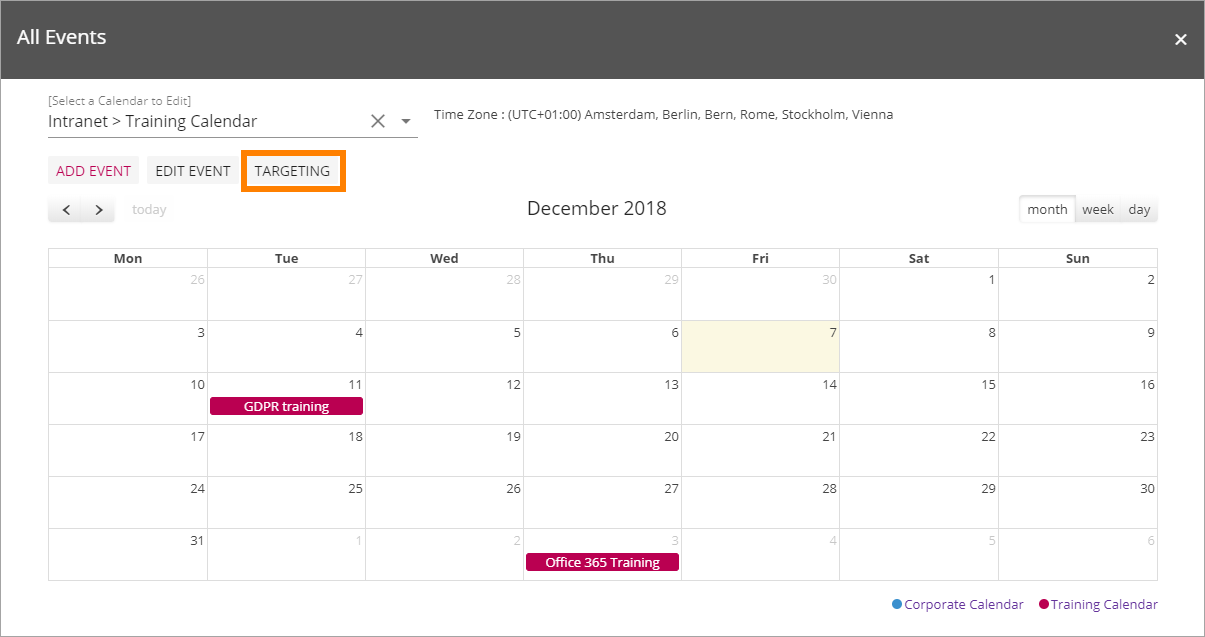 All Events
[Select a Calendar to Edit]
Intranet > Training Calendar
Time Zone : (UTC+01:00) Amsterdam, Berlin, Bern, Rome, Stockholm, Vienna
ADD EVENT EDIT EVENT TARGETING
today December 2018 month week day
Mon Tue Wed Thu Fri Sat Sun
26 27 28 29 30 1 2
3 4 5 6 7 8 9
10 11 12 13 14 15 16
GDPR training
17 18 19 20 21 22 23
24 25 26 27 28 29 30
31 1 2 3 4 5 6
Office 365 Training
Corporate Calendar Training Calendar